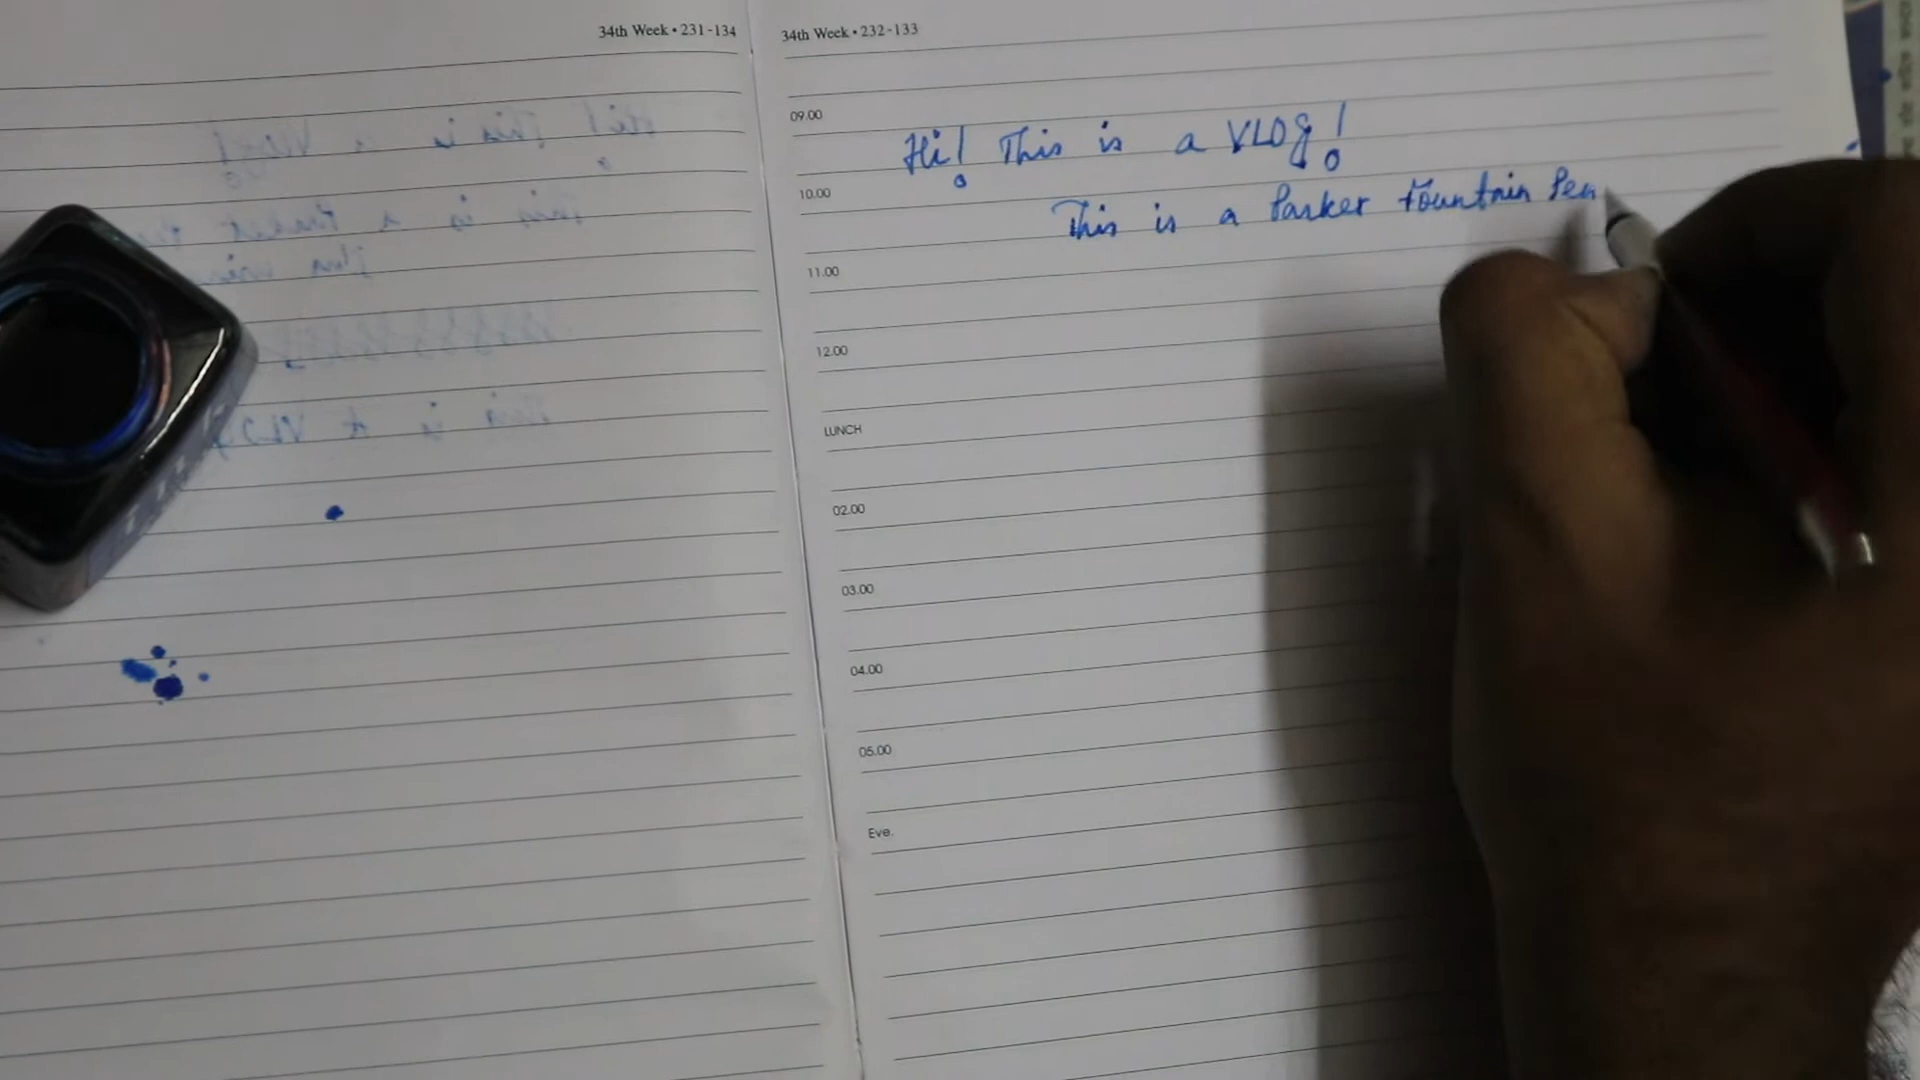 34th Week • 231-134
34th Week • 232-133
09.00
Hi! This is a VLOg!
10.00
This is a Parker fountain Pen
11.00
12.00
LUNCH
02.00
03.00
04.00
05.00
Eve.